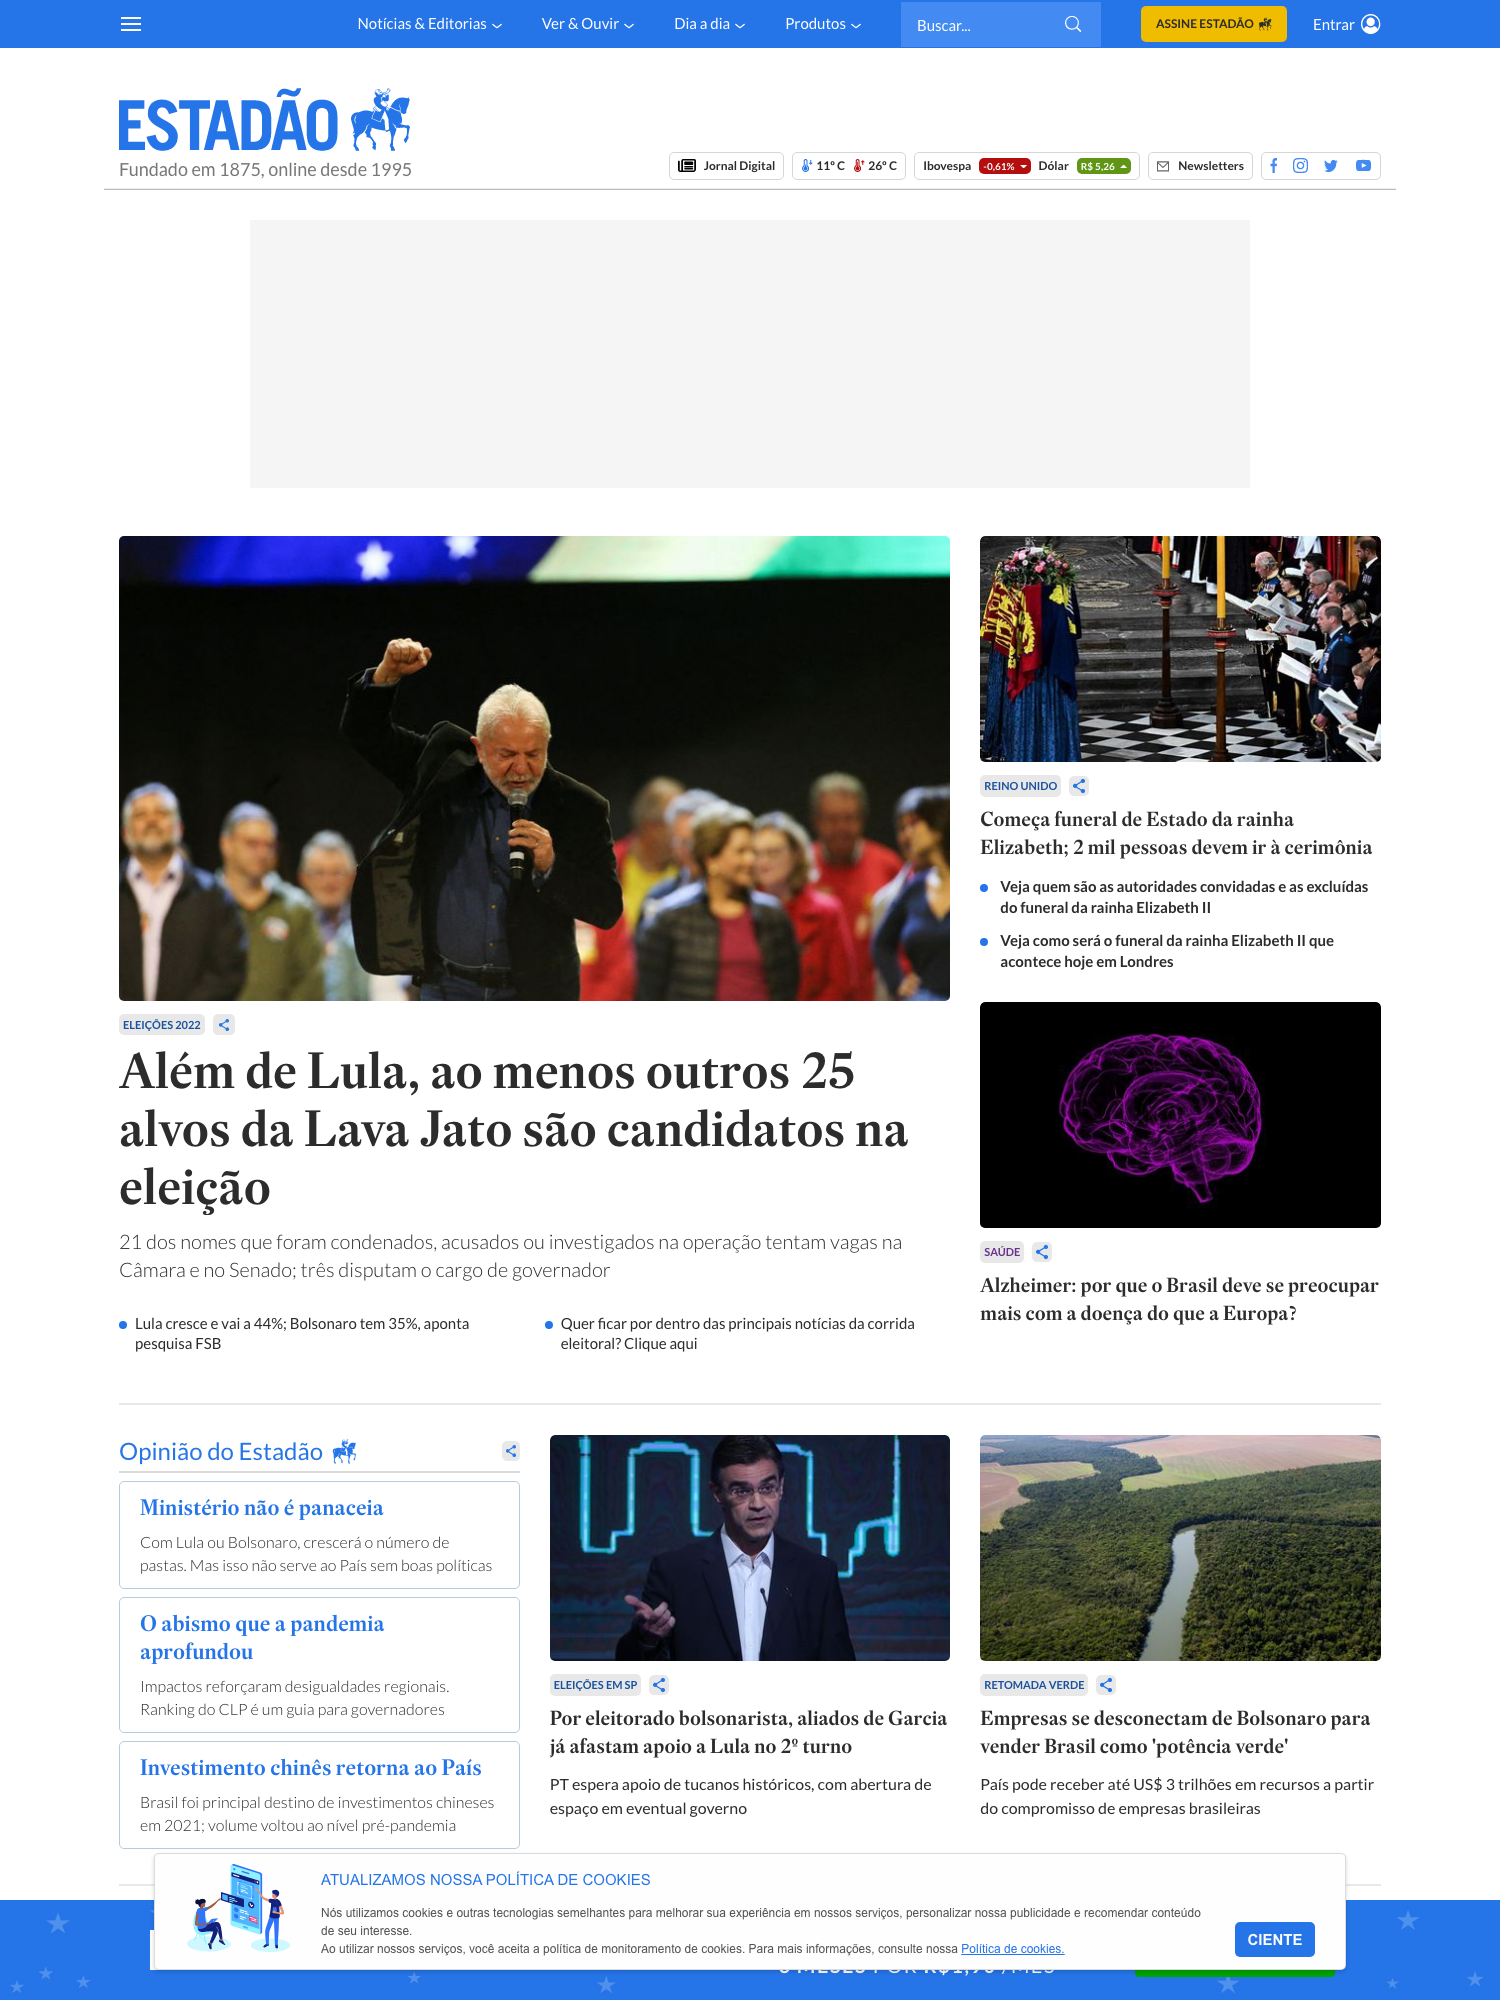 Notícias & Editorias
Ver & Ouvir
Dia a dia
Produtos
Buscar...
ASSINE ESTADÃO
Entrar
ESTADÃO
Fundado em 1875, online desde 1995
Jornal Digital
11º C
26º C
Ibovespa
-0,61%
Dólar
R$ 5,26
Newsletters
ELEIÇÕES 2022
Além de Lula, ao menos outros 25
alvos da Lava Jato são candidatos na
eleição
21 dos nomes que foram condenados, acusados ou investigados na operação tentam vagas na
Câmara e no Senado; três disputam o cargo de governador
Lula cresce e vai a 44%; Bolsonaro tem 35%, aponta
pesquisa FSB
Quer ficar por dentro das principais notícias da corrida
eleitoral? Clique aqui
REINO UNIDO
Começa funeral de Estado da rainha
Elizabeth; 2 mil pessoas devem ir à cerimônia
Veja quem são as autoridades convidadas e as excluídas
do funeral da rainha Elizabeth II
Veja como será o funeral da rainha Elizabeth II que
acontece hoje em Londres
SAÚDE
Alzheimer: por que o Brasil deve se preocupar
mais com a doença do que a Europa?
Opinião do Estadão
Ministério não é panaceia
Com Lula ou Bolsonaro, crescerá o número de
pastas. Mas isso não serve ao País sem boas políticas
O abismo que a pandemia
aprofundou
Impactos reforçaram desigualdades regionais.
Ranking do CLP é um guia para governadores
Investimento chinês retorna ao País
Brasil foi principal destino de investimentos chineses
em 2021; volume voltou ao nível pré-pandemia
ELEIÇÕES EM SP
Por eleitorado bolsonarista, aliados de Garcia
já afastam apoio a Lula no 2º turno
PT espera apoio de tucanos históricos, com abertura de
espaço em eventual governo
RETOMADA VERDE
Empresas se desconectam de Bolsonaro para
vender Brasil como 'potência verde'
País pode receber até US$ 3 trilhões em recursos a partir
do compromisso de empresas brasileiras
ATUALIZAMOS NOSSA POLÍTICA DE COOKIES
Nós utilizamos cookies e outras tecnologias semelhantes para melhorar sua experiência em nossos serviços, personalizar nossa publicidade e recomendar conteúdo
de seu interesse.
Ao utilizar nossos serviços, você aceita a política de monitoramento de cookies. Para mais informações, consulte nossa Política de cookies.
CIENTE